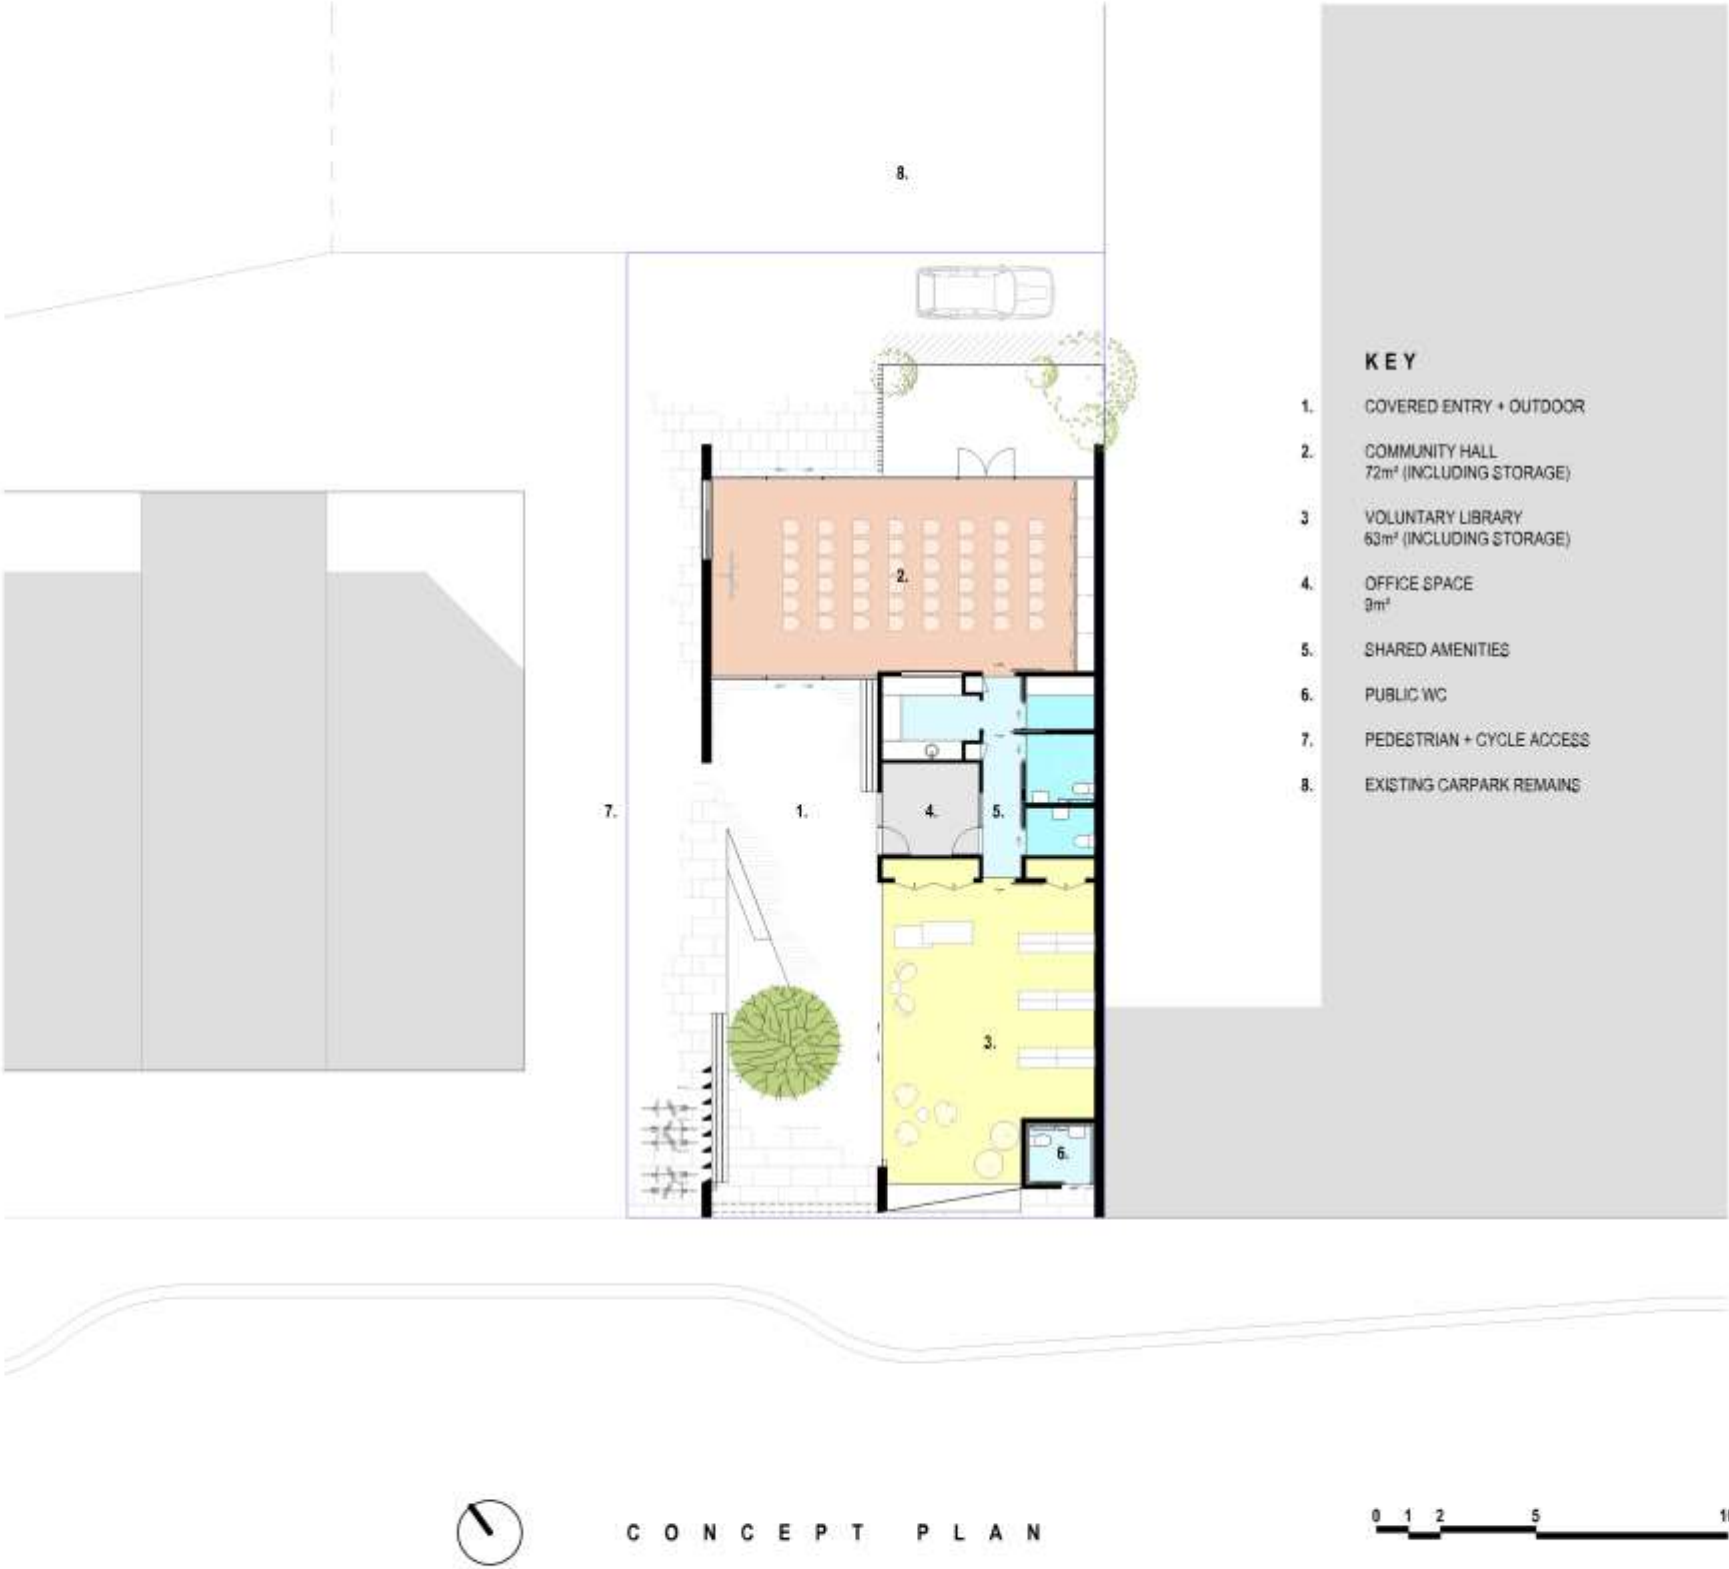 8.
KEY
1. COVERED ENTRY + OUTDOOR
2. COMMUNITY HALL
72m² (INCLUDING STORAGE)
3 VOLUNTARY LIBRARY
63m² (INCLUDING STORAGE)
4. OFFICE SPACE
9m²
5. SHARED AMENITIES
6. PUBLIC WC
7. PEDESTRIAN + CYCLE ACCESS
8. EXISTING CARPARK REMAINS
2.
7.
1.
4.
5.
3.
6.
CONCEPT PLAN
0 1 2 5 10